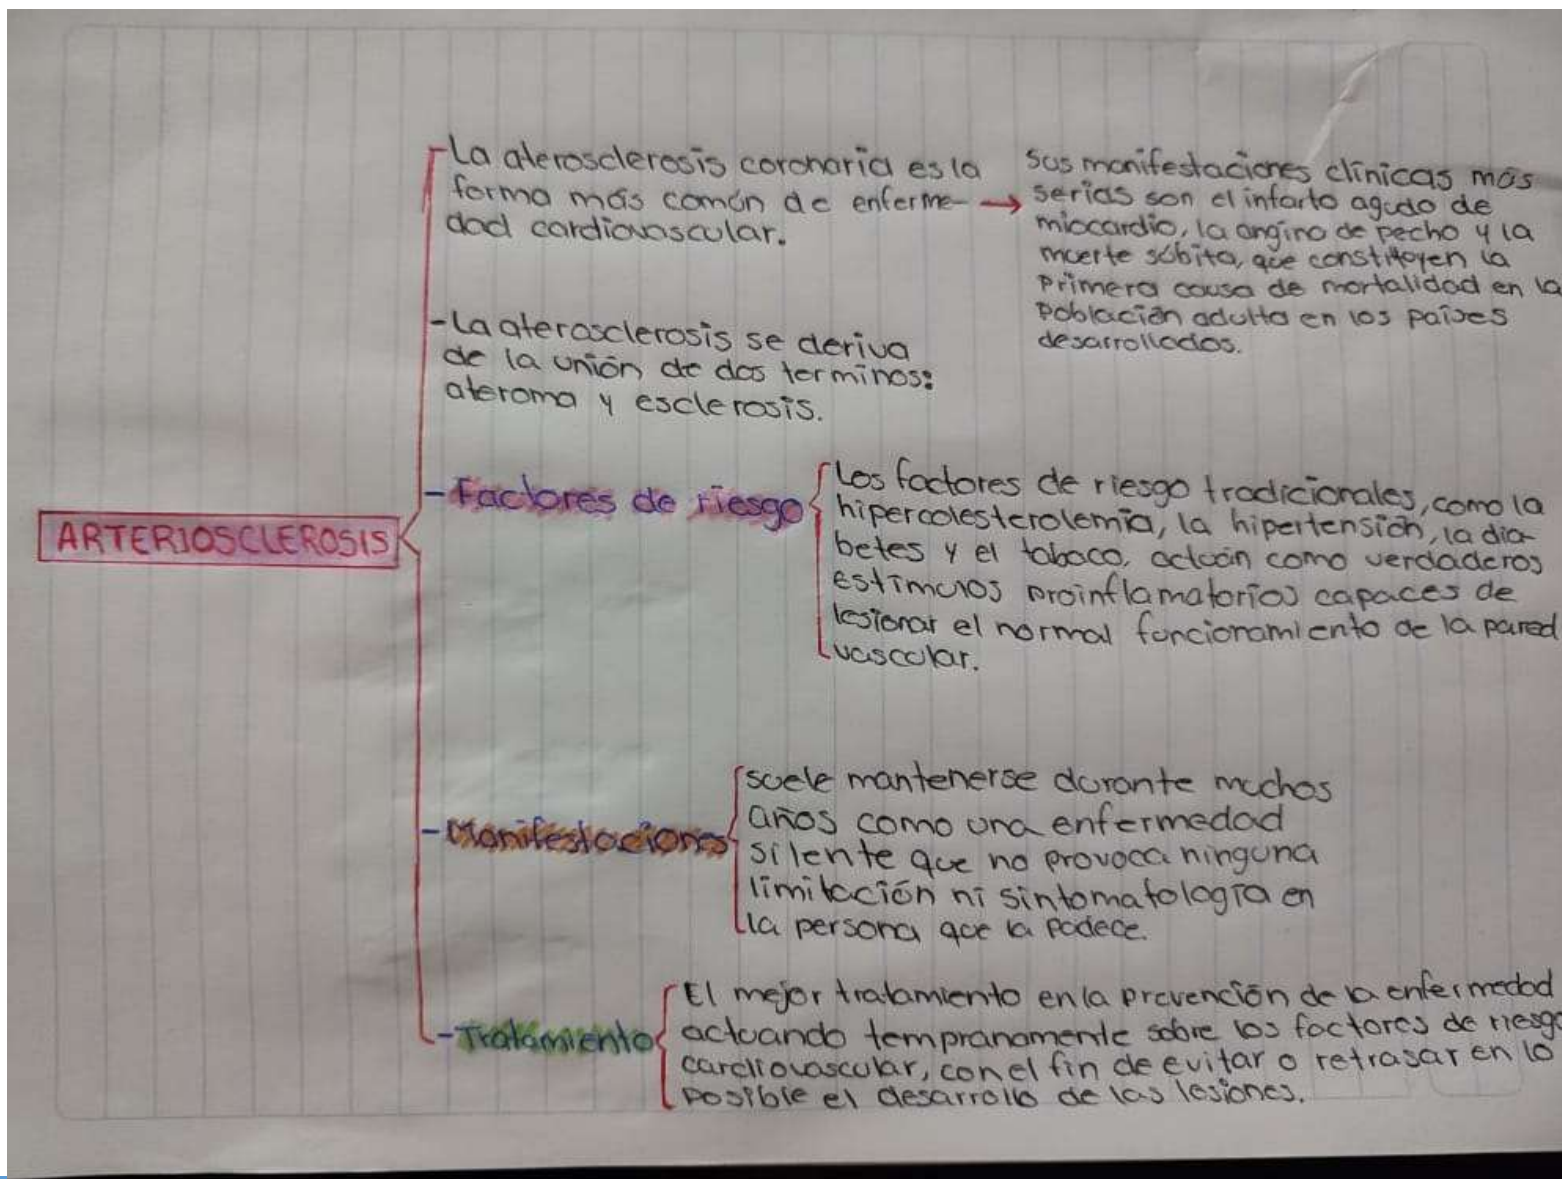 ARTERIOSCLEROSIS
-La aterosclerosis coronaria es la
forma más común de enferme-
dad cardiovascular.
Sus manifestaciones clínicas más
serias son el infarto agudo de
miocardio, la angina de pecho y la
muerte súbita, que constituyen la
primera causa de mortalidad en la
población adulta en los países
desarrollados.
-La aterosclerosis se deriva
de la unión de dos terminos:
ateroma y esclerosis.
-Factores de riesgo
Los factores de riesgo tradicionales, como la
hipercolesterolemia, la hipertensión, la dia-
betes y el tabaco, actúan como verdaderos
estímulos proinflamatorios capaces de
lesionar el normal funcionamiento de la pared
vascular.
-Manifestaciones
suele mantenerse durante muchos
años como una enfermedad
silente que no provoca ninguna
limitación ni sintomatología en
la persona que la padece.
-Tratamiento
El mejor tratamiento en la prevención de la enfermedad
actuando tempranamente sobre los factores de riesgo
cardiovascular, con el fin de evitar o retrasar en lo
posible el desarrollo de las lesiones.